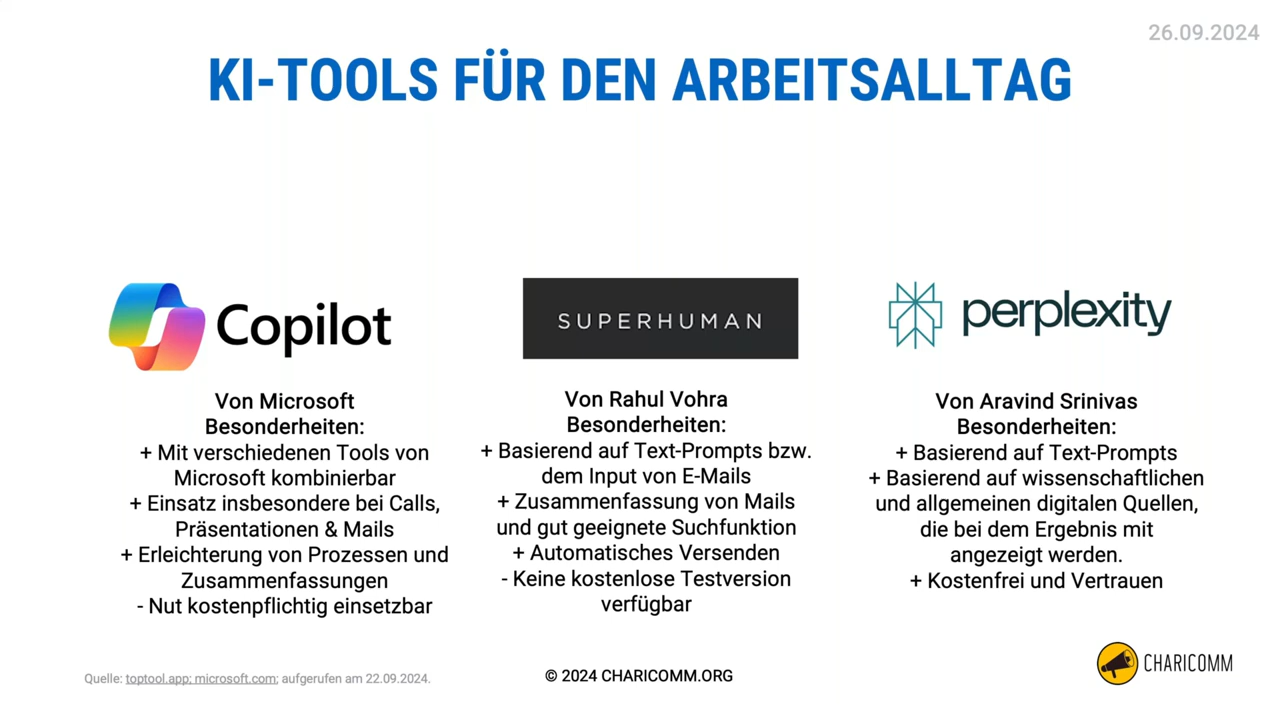 26.09.2024
KI-TOOLS FÜR DEN ARBEITSALLTAG
Copilot
Von Microsoft
Besonderheiten:
+ Mit verschiedenen Tools von
Microsoft kombinierbar
+ Einsatz insbesondere bei Calls,
Präsentationen & Mails
+ Erleichterung von Prozessen und
Zusammenfassungen
- Nut kostenpflichtig einsetzbar
SUPERHUMAN
Von Rahul Vohra
Besonderheiten:
+ Basierend auf Text-Prompts bzw.
dem Input von E-Mails
+ Zusammenfassung von Mails
und gut geeignete Suchfunktion
+ Automatisches Versenden
- Keine kostenlose Testversion
verfügbar
perplexity
Von Aravind Srinivas
Besonderheiten:
+ Basierend auf Text-Prompts
+ Basierend auf wissenschaftlichen
und allgemeinen digitalen Quellen,
die bei dem Ergebnis mit
angezeigt werden.
+ Kostenfrei und Vertrauen
Quelle: toptool.app; microsoft.com; aufgerufen am 22.09.2024.
© 2024 CHARICOMM.ORG
CHARICOMM